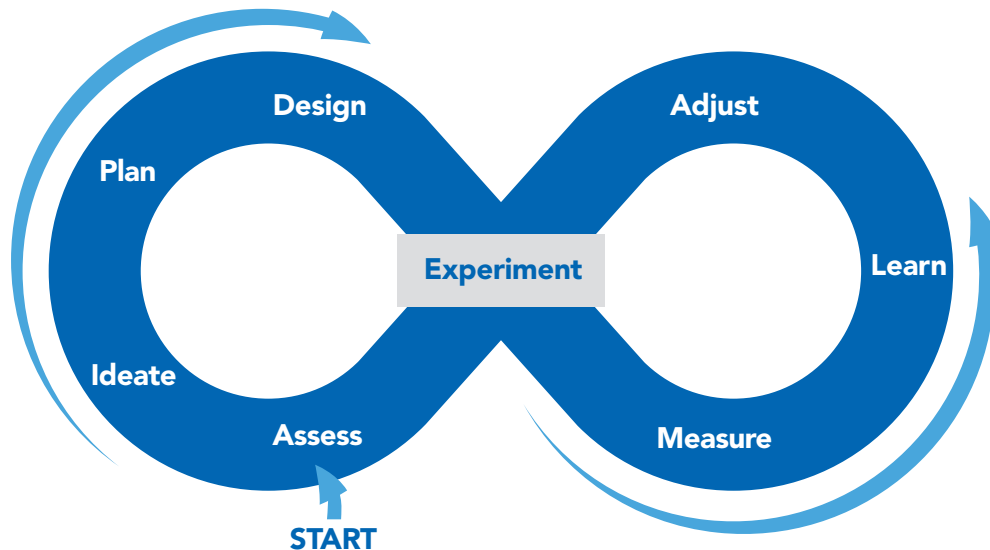 Design
Adjust
Plan
Experiment
Learn
Ideate
Assess
Measure
START